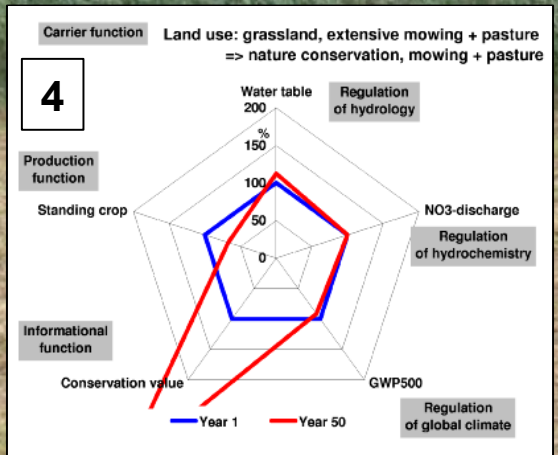 Carrier function
Land use: grassland, extensive mowing + pasture
=> nature conservation, mowing + pasture
4
Water table
Regulation
of hydrology
200
%
150
100
50
0
Production
function
Standing crop
NO3-discharge
Regulation
of hydrochemistry
Informational
function
Conservation value
GWP500
Regulation
of global climate
Year 1
Year 50